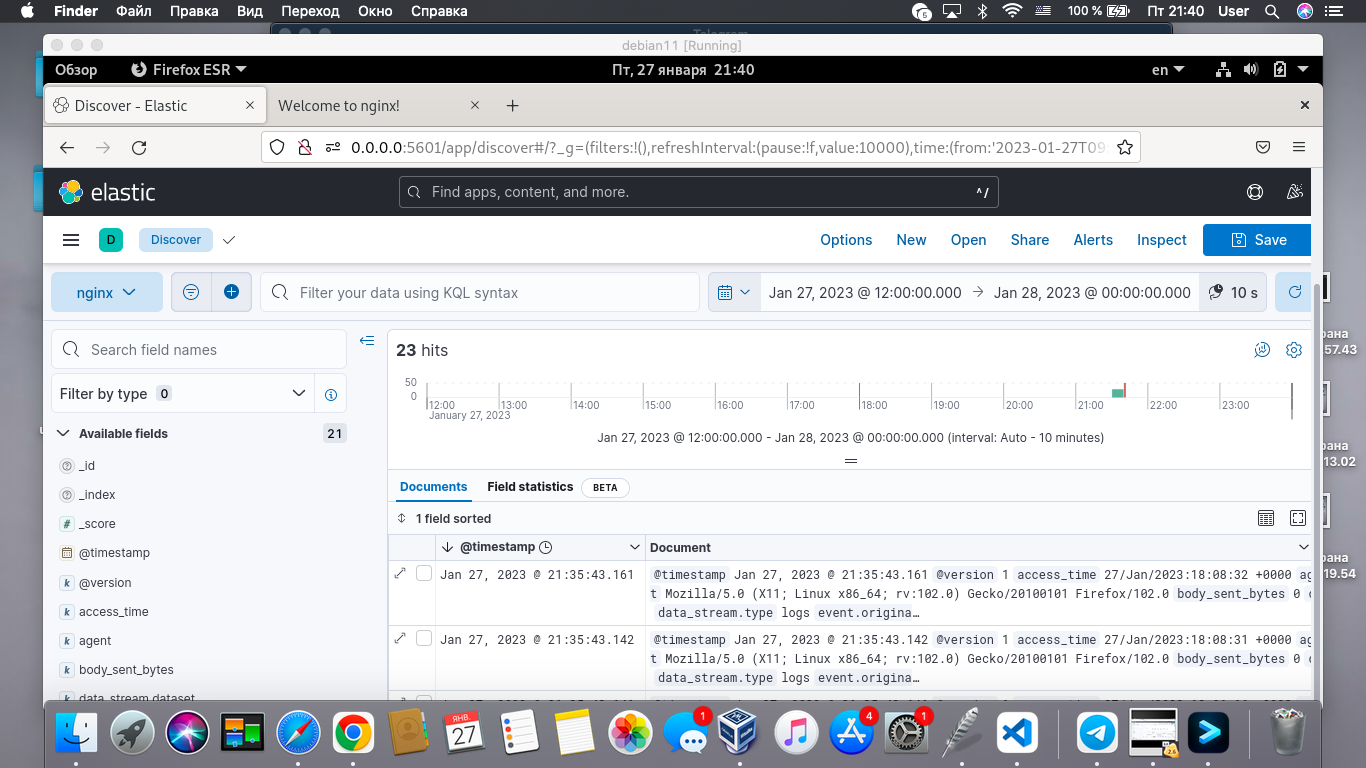 Finder Файл Правка Вид Переход Окно Справка 5 100 % Пт 21:40 User
debian11 [Running]
Обзор Firefox ESR Пт, 27 января 21:40 en
Discover - Elastic Welcome to nginx!
0.0.0.0:5601/app/discover#/?_g=(filters:!(),refreshInterval:(pause:!f,value:10000),time:(from:'2023-01-27T09
elastic Find apps, content, and more. ^/
D Discover Options New Open Share Alerts Inspect Save
nginx Filter your data using KQL syntax Jan 27, 2023 @ 12:00:00.000 → Jan 28, 2023 @ 00:00:00.000 10 s
Search field names
Filter by type 0
Available fields 21
_id
_index
_score
@timestamp
@version
access_time
agent
body_sent_bytes
data_stream.dataset
23 hits
50
0
12:00 13:00 14:00 15:00 16:00 17:00 18:00 19:00 20:00 21:00 22:00 23:00
January 27, 2023
Jan 27, 2023 @ 12:00:00.000 - Jan 28, 2023 @ 00:00:00.000 (interval: Auto - 10 minutes)
Documents Field statistics BETA
1 field sorted
@timestamp Document
Jan 27, 2023 @ 21:35:43.161 @timestamp Jan 27, 2023 @ 21:35:43.161 @version 1 access_time 27/Jan/2023:18:08:32 +0000 ag
t Mozilla/5.0 (X11; Linux x86_64; rv:102.0) Gecko/20100101 Firefox/102.0 body_sent_bytes 0
data_stream.type logs event.origina…
Jan 27, 2023 @ 21:35:43.142 @timestamp Jan 27, 2023 @ 21:35:43.142 @version 1 access_time 27/Jan/2023:18:08:31 +0000 ag
t Mozilla/5.0 (X11; Linux x86_64; rv:102.0) Gecko/20100101 Firefox/102.0 body_sent_bytes 0
data_stream.type logs event.origina…
рана
57.43
рана
13.02
рана
19.54
ЯНВ.
27
1
4
1